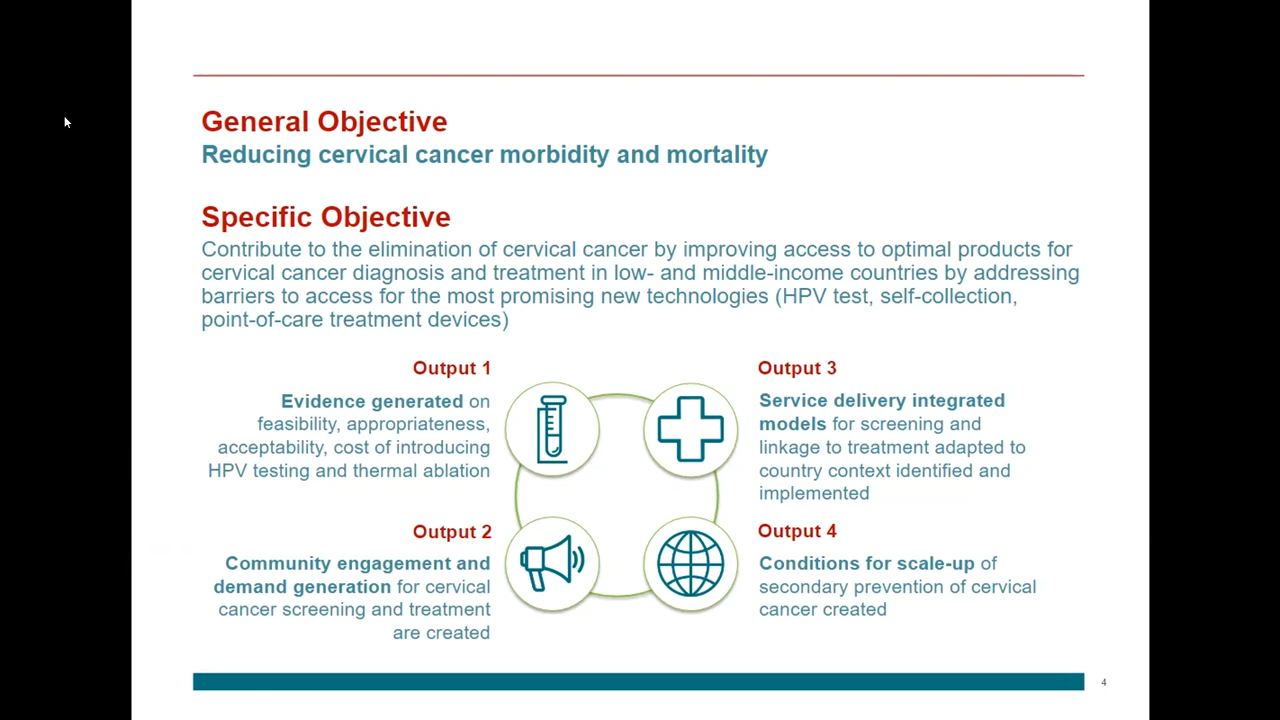 General Objective
Reducing cervical cancer morbidity and mortality
Specific Objective
Contribute to the elimination of cervical cancer by improving access to optimal products for
cervical cancer diagnosis and treatment in low- and middle-income countries by addressing
barriers to access for the most promising new technologies (HPV test, self-collection,
point-of-care treatment devices)
Output 1
Evidence generated on
feasibility, appropriateness,
acceptability, cost of introducing
HPV testing and thermal ablation
Output 2
Community engagement and
demand generation for cervical
cancer screening and treatment
are created
Output 3
Service delivery integrated
models for screening and
linkage to treatment adapted to
country context identified and
implemented
Output 4
Conditions for scale-up of
secondary prevention of cervical
cancer created
4